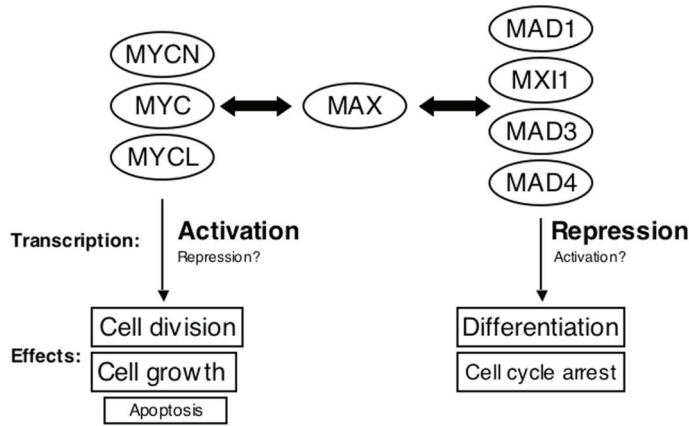 MYCN
MYC
MYCL
MAX
MAD1
MXI1
MAD3
MAD4
Transcription:
Activation
Repression?
Repression
Activation?
Effects:
Cell division
Cell growth
Apoptosis
Differentiation
Cell cycle arrest